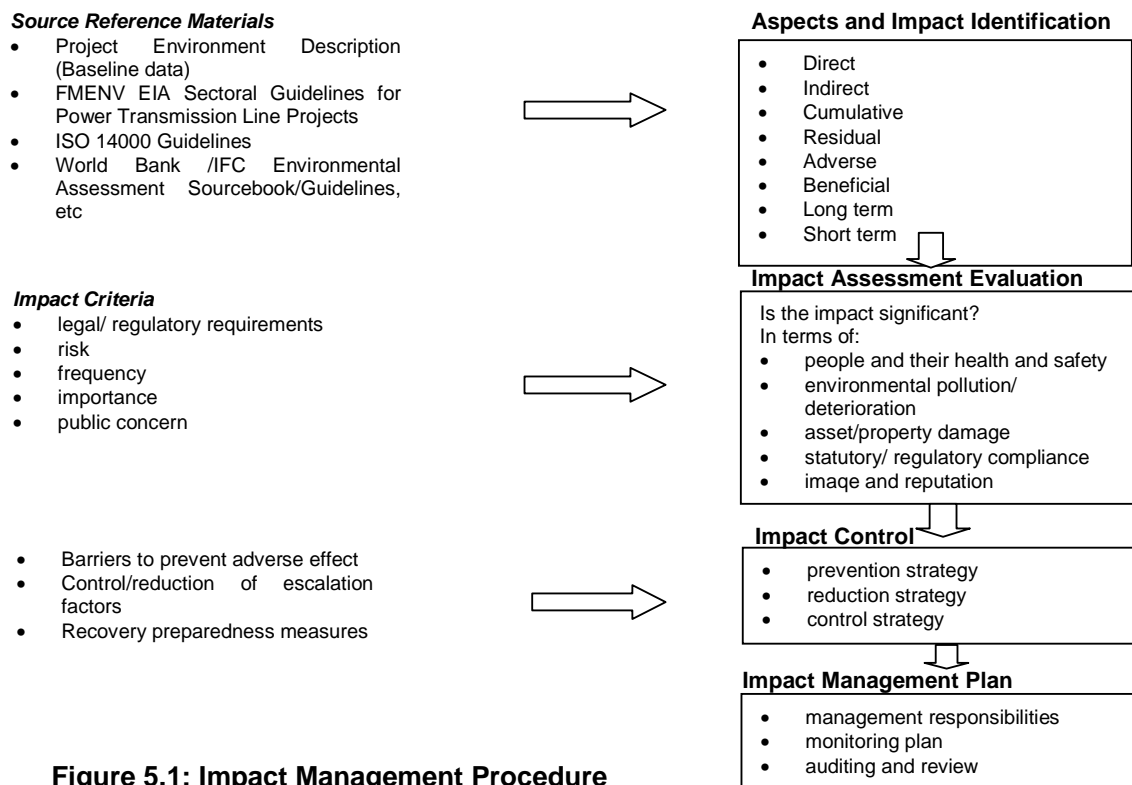 Source Reference Materials
• Project Environment Description
(Baseline data)
• FMENV EIA Sectoral Guidelines for
Power Transmission Line Projects
• ISO 14000 Guidelines
• World Bank /IFC Environmental
Assessment Sourcebook/Guidelines,
etc
Aspects and Impact Identification
• Direct
• Indirect
• Cumulative
• Residual
• Adverse
• Beneficial
• Long term
• Short term
Impact Criteria
• legal/ regulatory requirements
• risk
• frequency
• importance
• public concern
Impact Assessment Evaluation
Is the impact significant?
In terms of:
• people and their health and safety
• environmental pollution/
deterioration
• asset/property damage
• statutory/ regulatory compliance
• image and reputation
• Barriers to prevent adverse effect
• Control/reduction of escalation
factors
• Recovery preparedness measures
Impact Control
• prevention strategy
• reduction strategy
• control strategy
Impact Management Plan
• management responsibilities
• monitoring plan
• auditing and review
Figure 5.1: Impact Management Procedure